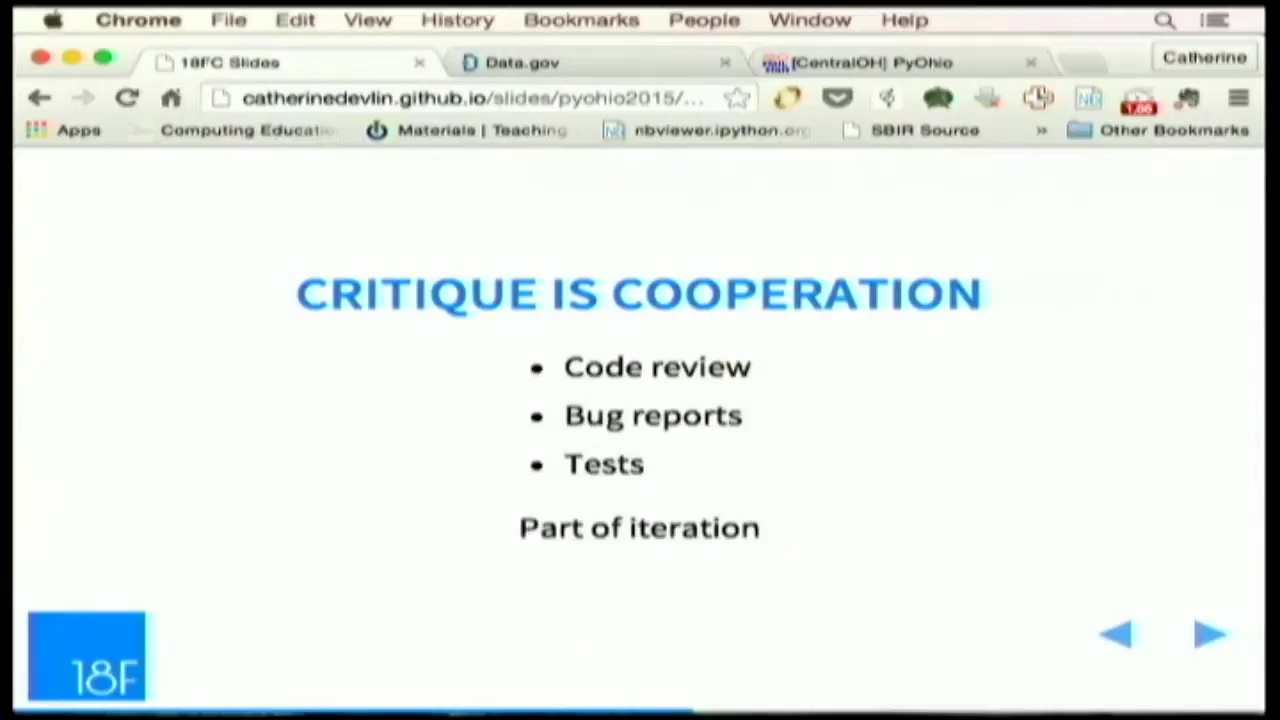 Chrome File Edit View History Bookmarks People Window Help
18FC Slides Data.gov [CentralOH] PyOhio Catherine
catherinedevlin.github.io/slides/pyohio2015/...
Apps Computing Educatio Materials | Teaching nbviewer.ipython.org SBIR Source » Other Bookmarks
CRITIQUE IS COOPERATION
• Code review
• Bug reports
• Tests
Part of iteration
18F